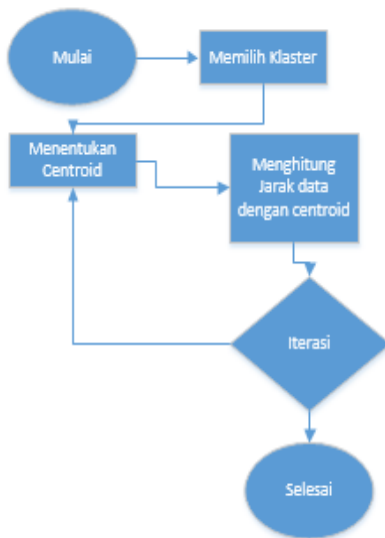 Mulai
Memilih Klaster
Menentukan
Centroid
Menghitung
Jarak data
dengan centroid
Iterasi
Selesai